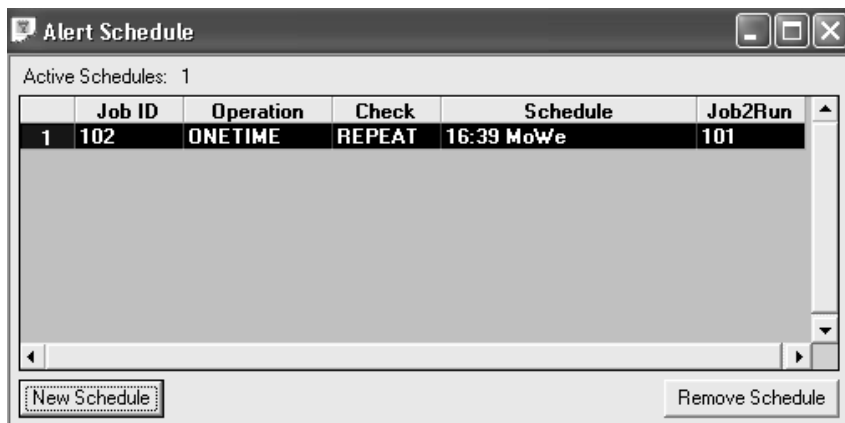 Alert Schedule
Active Schedules: 1
Job ID Operation Check Schedule Job2Run
1 102 ONETIME REPEAT 16:39 MoWe 101
New Schedule Remove Schedule